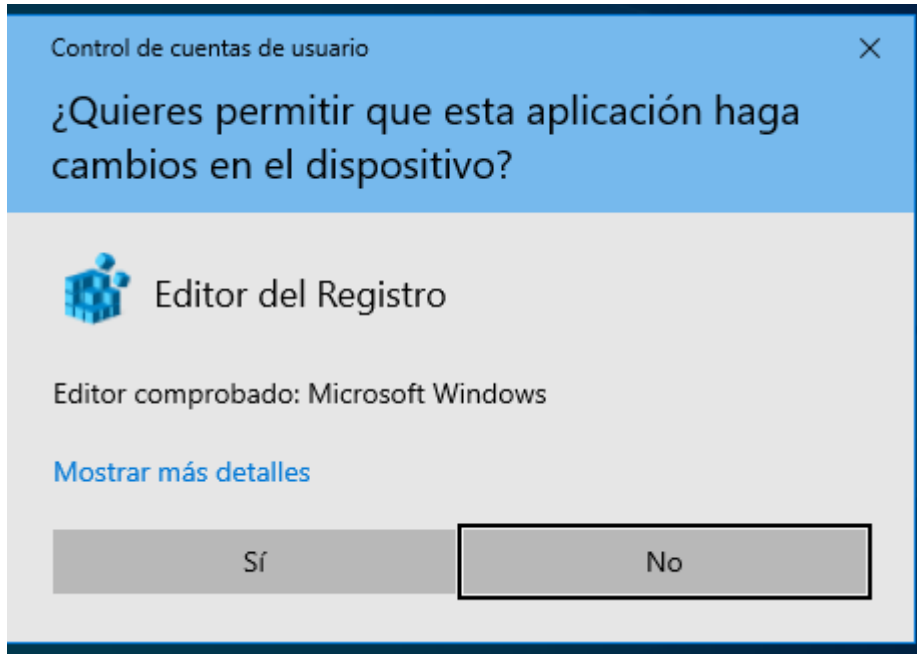 Control de cuentas de usuario
¿Quieres permitir que esta aplicación haga
cambios en el dispositivo?
Editor del Registro
Editor comprobado: Microsoft Windows
Mostrar más detalles
Sí
No